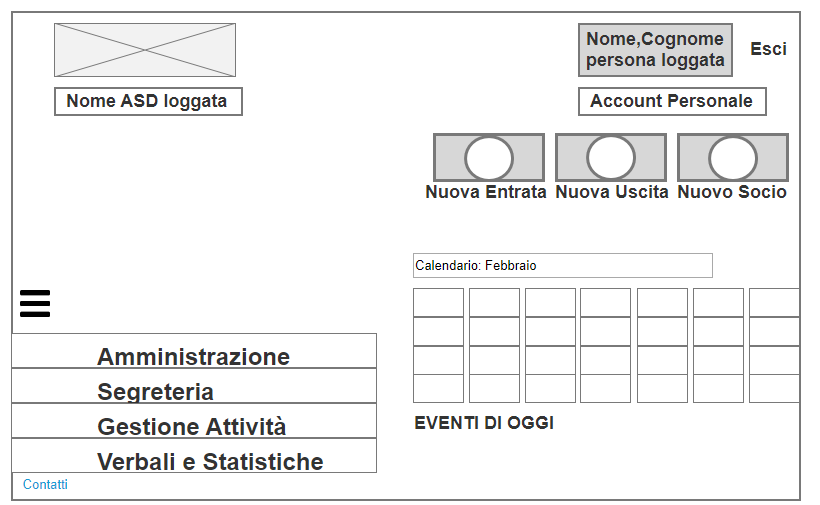 Nome,Cognome
persona loggata
Esci
Nome ASD loggata
Account Personale
Nuova Entrata
Nuova Uscita
Nuovo Socio
Calendario: Febbraio
Amministrazione
Segreteria
Gestione Attività
Verbali e Statistiche
EVENTI DI OGGI
Contatti